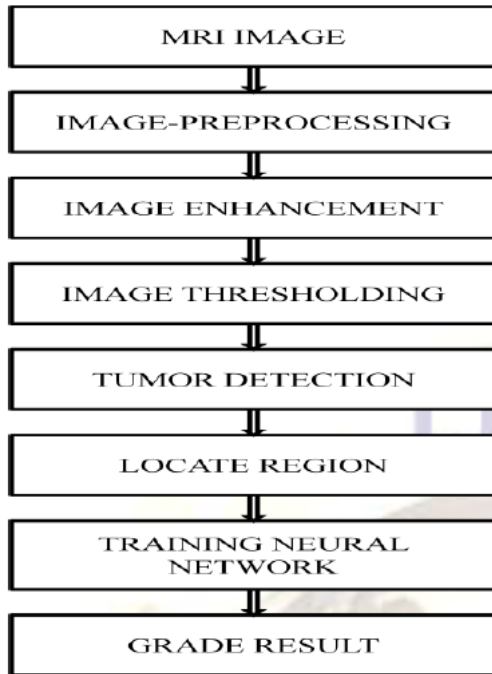 MRI IMAGE
IMAGE-PREPROCESSING
IMAGE ENHANCEMENT
IMAGE THRESHOLDING
TUMOR DETECTION
LOCATE REGION
TRAINING NEURAL
NETWORK
GRADE RESULT